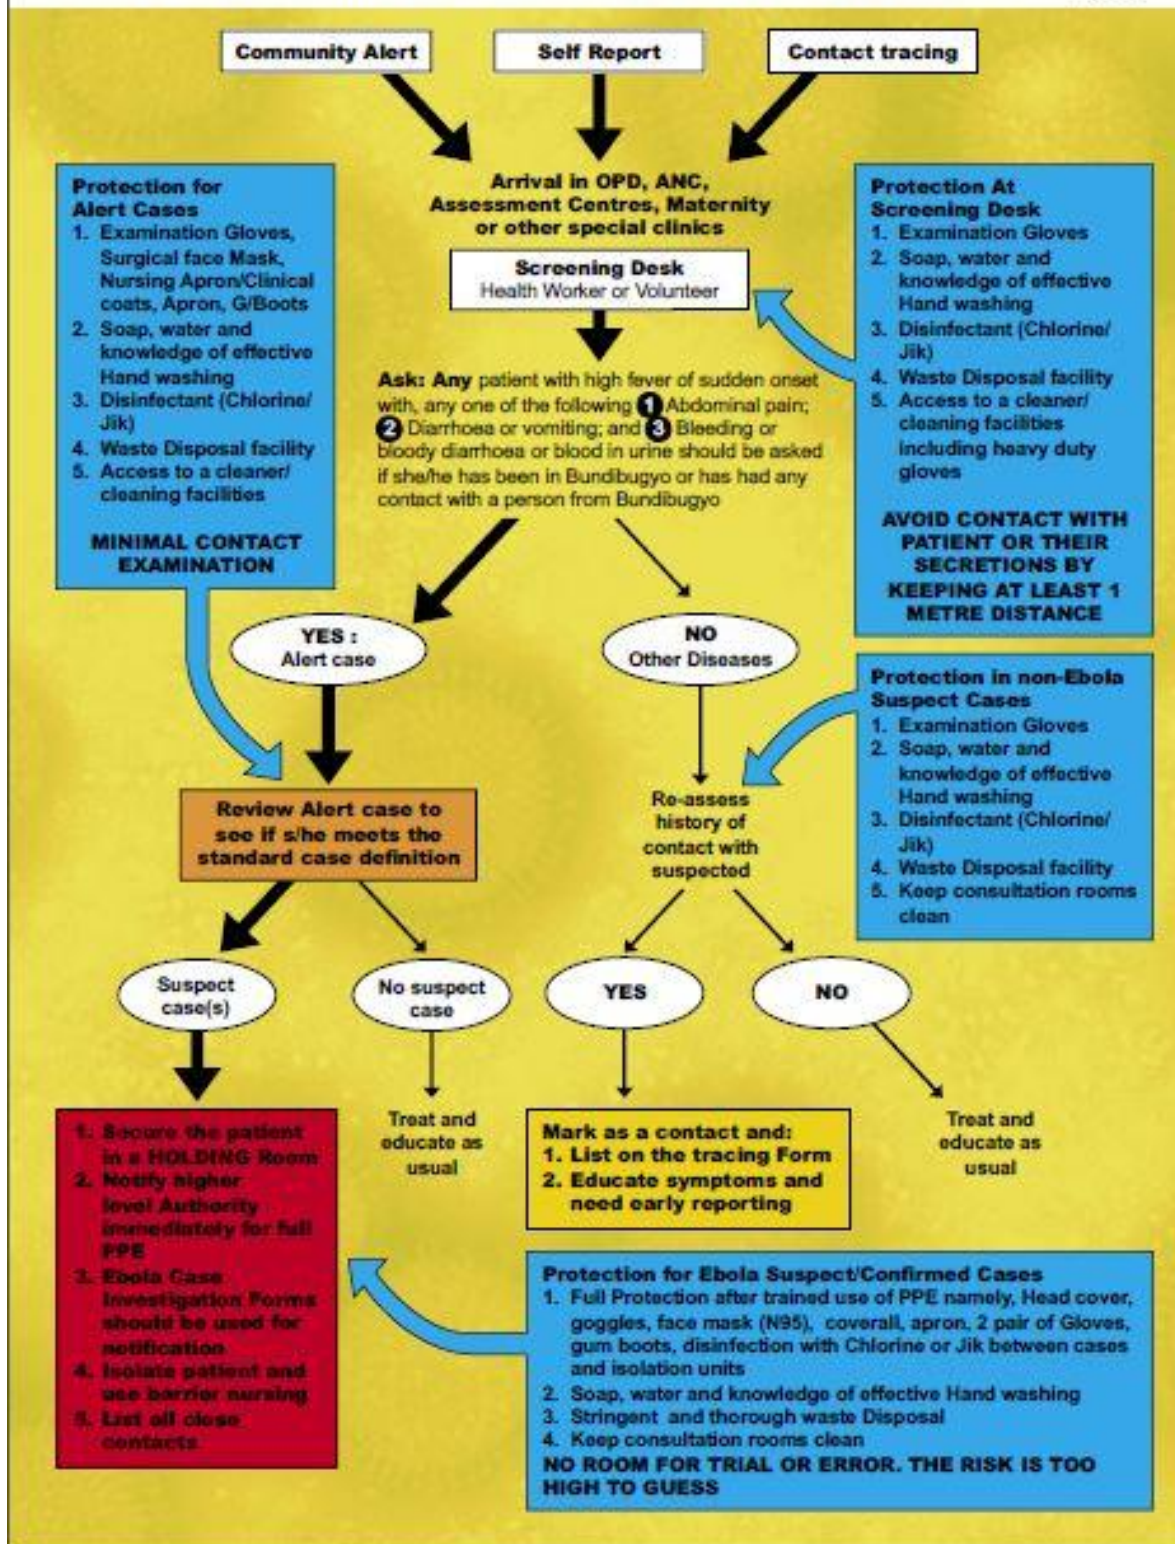 Community Alert
Self Report
Contact tracing
Arrival in OPD, ANC,
Assessment Centres, Maternity
or other special clinics
Screening Desk
Health Worker or Volunteer
Protection for
Alert Cases
1. Examination Gloves,
Surgical face Mask,
Nursing Apron/Clinical
coats, Apron, G/Boots
2. Soap, water and
knowledge of effective
Hand washing
3. Disinfectant (Chlorine/
Jik)
4. Waste Disposal facility
5. Access to a cleaner/
cleaning facilities
MINIMAL CONTACT
EXAMINATION
Protection At
Screening Desk
1. Examination Gloves
2. Soap, water and
knowledge of effective
Hand washing
3. Disinfectant (Chlorine/
Jik)
4. Waste Disposal facility
5. Access to a cleaner/
cleaning facilities
including heavy duty
gloves
AVOID CONTACT WITH
PATIENT OR THEIR
SECRETIONS BY
KEEPING AT LEAST 1
METRE DISTANCE
Ask: Any patient with high fever of sudden onset
with, any one of the following 1 Abdominal pain;
2 Diarrhoea or vomiting; and 3 Bleeding or
bloody diarrhoea or blood in urine should be asked
if she/he has been in Bundibugyo or has had any
contact with a person from Bundibugyo
YES :
Alert case
NO
Other Diseases
Protection in non-Ebola
Suspect Cases
1. Examination Gloves
2. Soap, water and
knowledge of effective
Hand washing
3. Disinfectant (Chlorine/
Jik)
4. Waste Disposal facility
5. Keep consultation rooms
clean
Review Alert case to
see if s/he meets the
standard case definition
Re-assess
history of
contact with
suspected
Suspect
case(s)
No suspect
case
YES
NO
1. Secure the patient
in a HOLDING Room
2. Notify higher
level Authority
immediately for full
PPE
3. Ebola Case
Investigation Forms
should be used for
notification
4. Isolate patient and
use barrier nursing
5. List all close
contacts
Treat and
educate as
usual
Mark as a contact and:
1. List on the tracing Form
2. Educate symptoms and
need early reporting
Treat and
educate as
usual
Protection for Ebola Suspect/Confirmed Cases
1. Full Protection after trained use of PPE namely, Head cover,
goggles, face mask (N95), coverall, apron, 2 pair of Gloves,
gum boots, disinfection with Chlorine or Jik between cases
and isolation units
2. Soap, water and knowledge of effective Hand washing
3. Stringent and thorough waste Disposal
4. Keep consultation rooms clean
NO ROOM FOR TRIAL OR ERROR. THE RISK IS TOO
HIGH TO GUESS